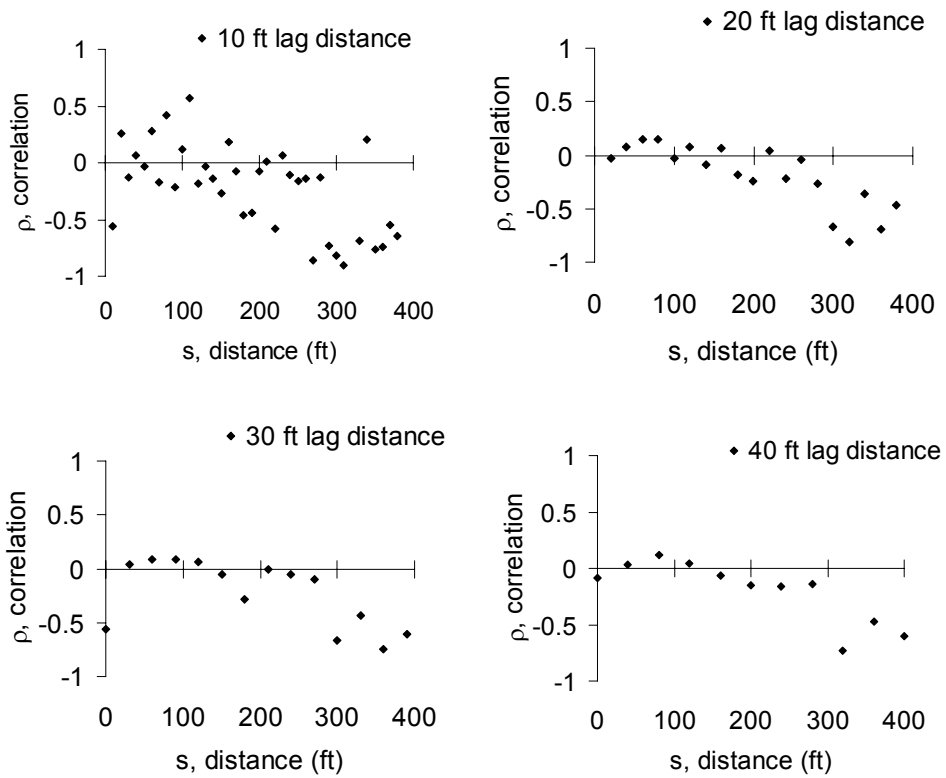 10 ft lag distance
1
0.5
0
-0.5
-1
ρ, correlation
0 100 200 300 400
s, distance (ft)
20 ft lag distance
1
0.5
0
-0.5
-1
ρ, correlation
0 100 200 300 400
s, distance (ft)
30 ft lag distance
1
0.5
0
-0.5
-1
ρ, correlation
0 100 200 300 400
s, distance (ft)
40 ft lag distance
1
0.5
0
-0.5
-1
ρ, correlation
0 100 200 300 400
s, distance (ft)